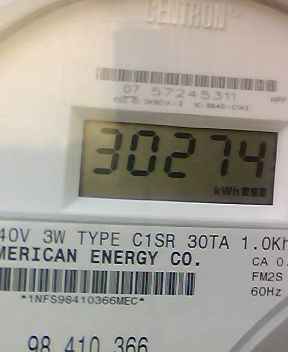 CENTRON®
07 57245311
30274
kWh
40V 3W TYPE C1SR 30TA 1.0Kh
MERICAN ENERGY CO.
CA 0.
FM2S
*1NFS98410366MEC*
60Hz
98 410 366